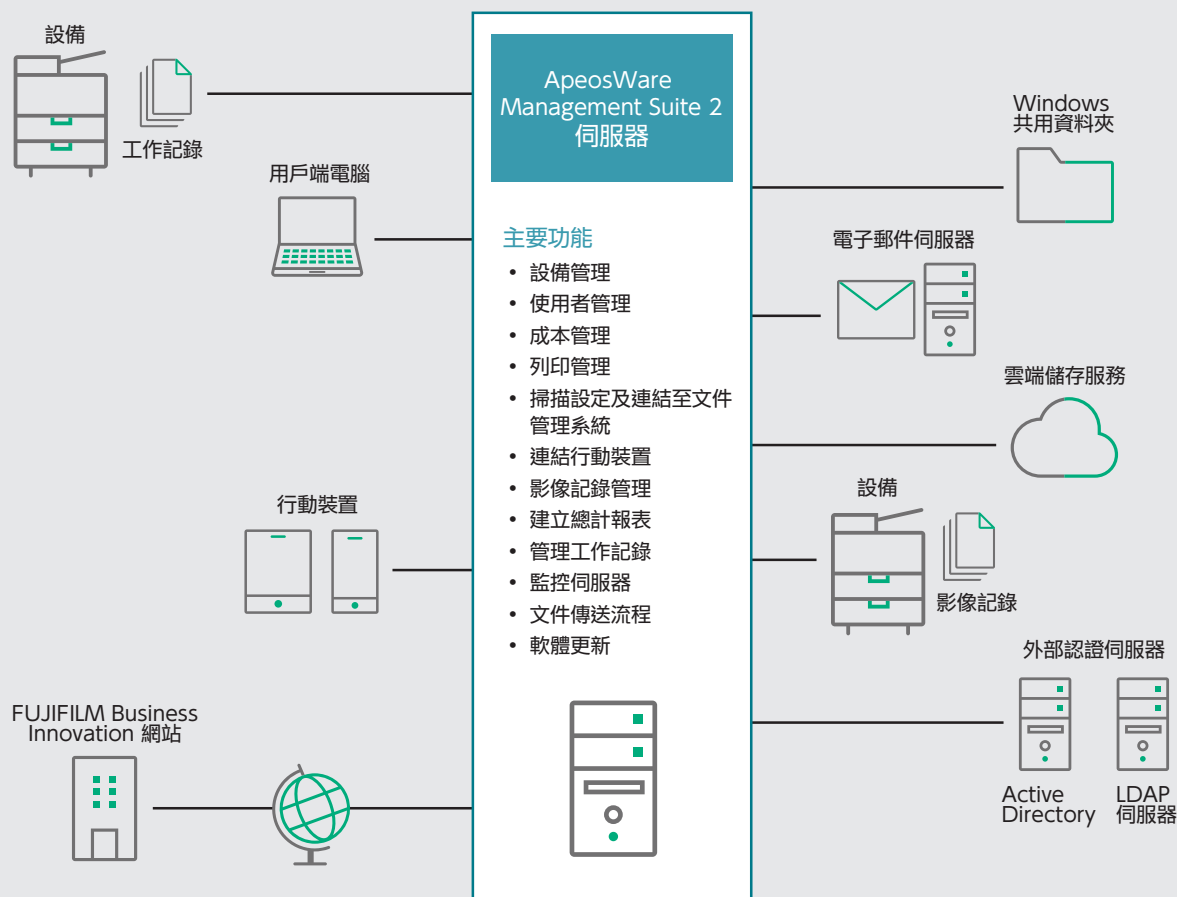 設備
工作記錄
用戶端電腦
行動裝置
FUJIFILM Business
Innovation 網站
ApeosWare
Management Suite 2
伺服器
主要功能
• 設備管理
• 使用者管理
• 成本管理
• 列印管理
• 掃描設定及連結至文件
管理系統
• 連結行動裝置
• 影像記錄管理
• 建立總計報表
• 管理工作記錄
• 監控伺服器
• 文件傳送流程
• 軟體更新
Windows
共用資料夾
電子郵件伺服器
雲端儲存服務
設備
影像記錄
外部認證伺服器
Active
Directory
LDAP
伺服器